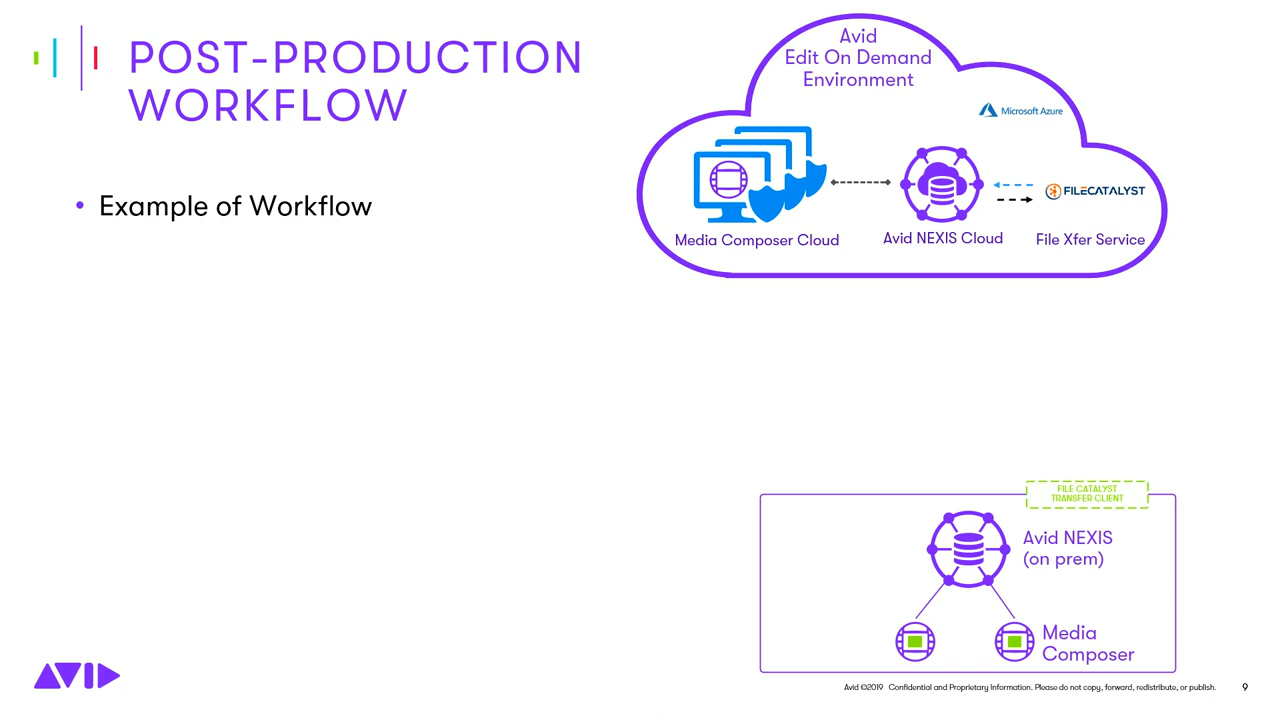 POST-PRODUCTION
WORKFLOW
• Example of Workflow
Avid
Edit On Demand
Environment
Microsoft Azure
FILECATALYST
Media Composer Cloud
Avid NEXIS Cloud
File Xfer Service
FILE CATALYST
TRANSFER CLIENT
Avid NEXIS
(on prem)
Media
Composer
AVID
Avid ©2019 Confidential and Proprietary Information. Please do not copy, forward, redistribute, or publish.
9